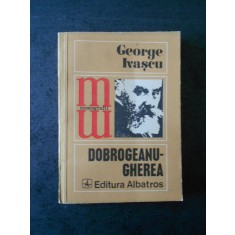 George
Ivașcu
DOBROGEANU-
GHEREA
Editura Albatros